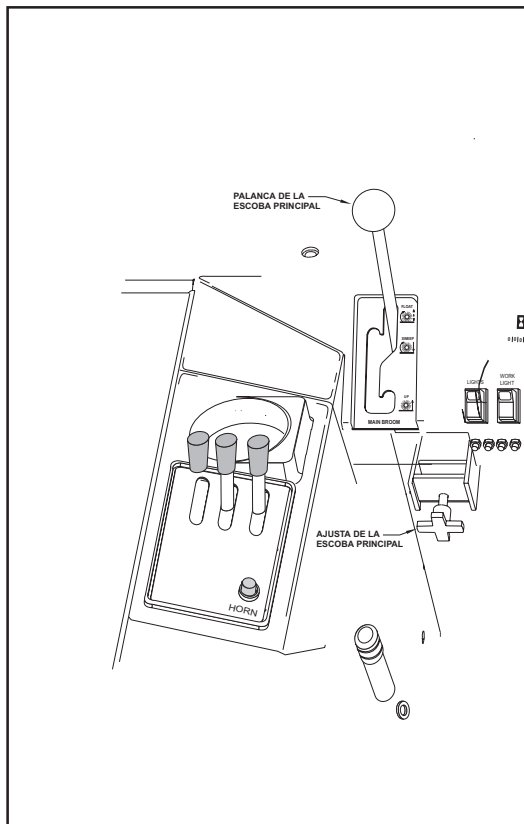 PALANCA DE LA
ESCOBA PRINCIPAL
FLOAT
SWEEP
UP
MAIN BROOM
LIGHTS
WORK
LIGHT
AJUSTA DE LA
ESCOBA PRINCIPAL
HORN